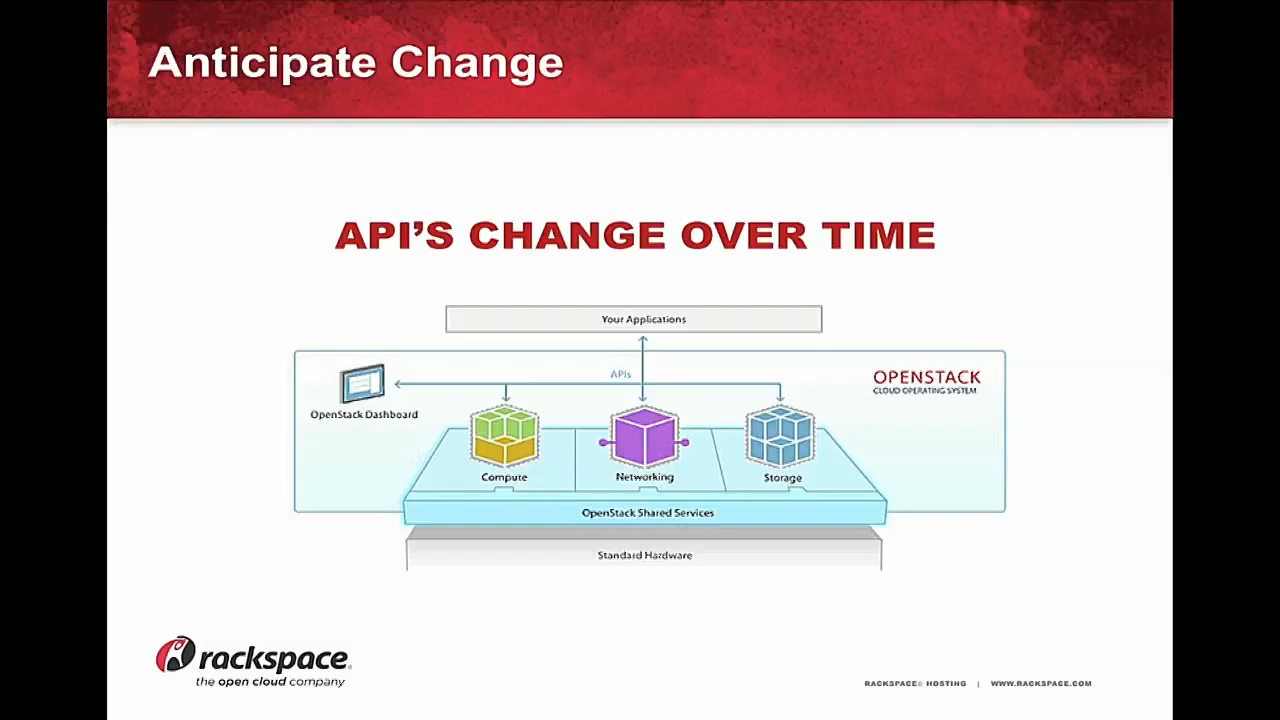 Anticipate Change
API'S CHANGE OVER TIME
Your Applications
APIs
OPENSTACK
CLOUD OPERATING SYSTEM
OpenStack Dashboard
Compute
Networking
Storage
OpenStack Shared Services
Standard Hardware
rackspace®
the open cloud company
RACKSPACE® HOSTING | WWW.RACKSPACE.COM